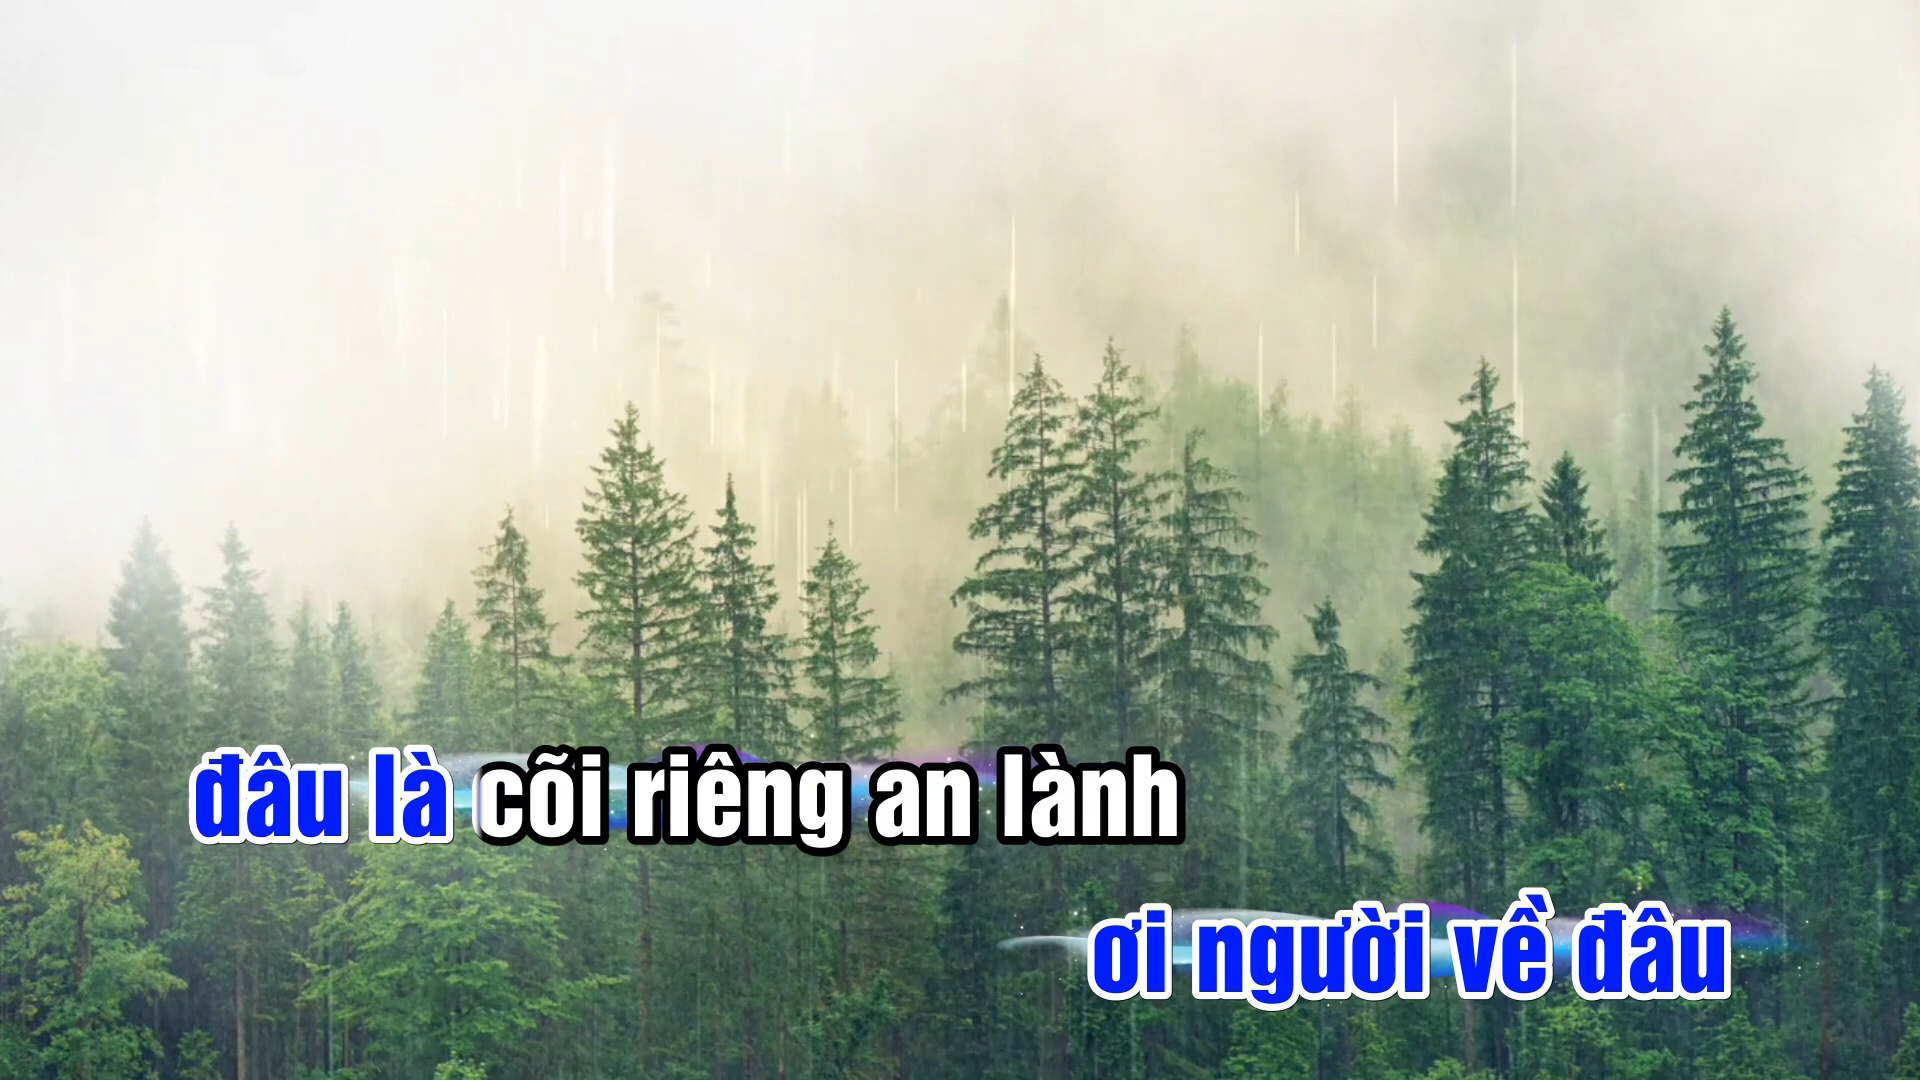 đâu là cõi riêng an lành
ơi người về đâu